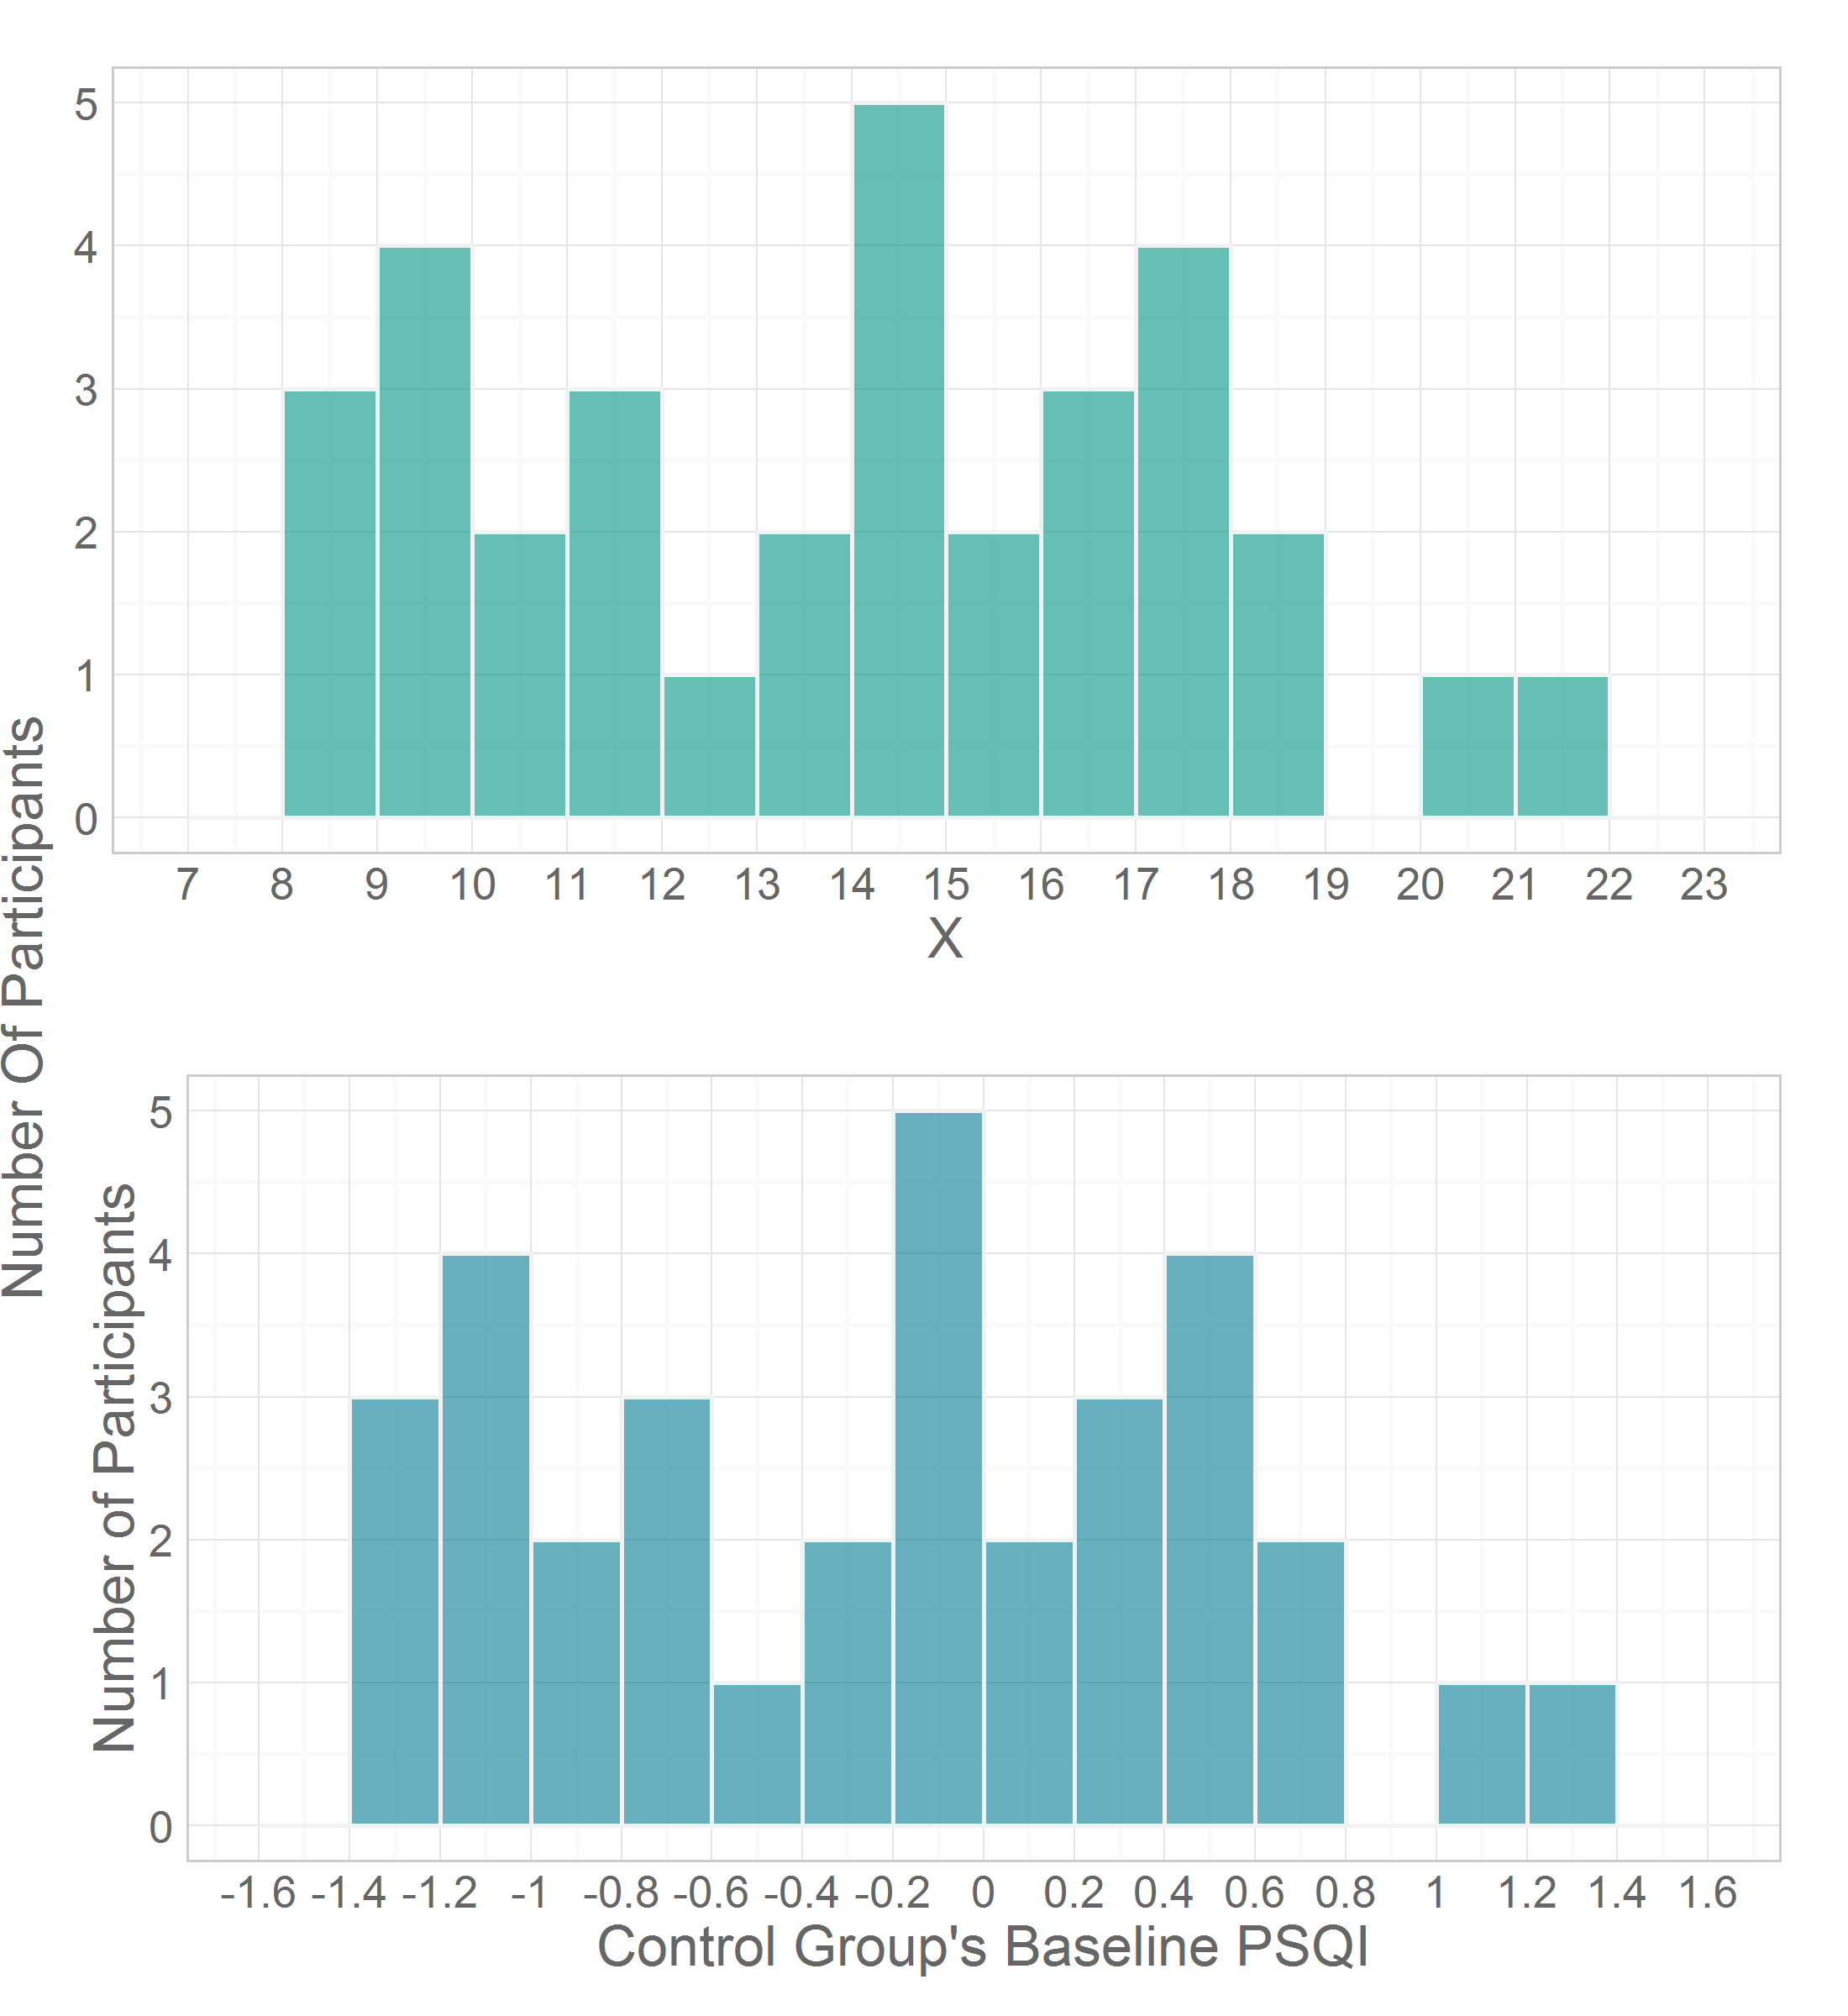 5
4
3
2
1
0
7 8 9 10 11 12 13 14 15 16 17 18 19 20 21 22 23
X
Number Of Participants
5
4
3
2
1
0
Number of Participants
-1.6 -1.4 -1.2 -1 -0.8 -0.6 -0.4 -0.2 0 0.2 0.4 0.6 0.8 1 1.2 1.4 1.6
Control Group's Baseline PSQI